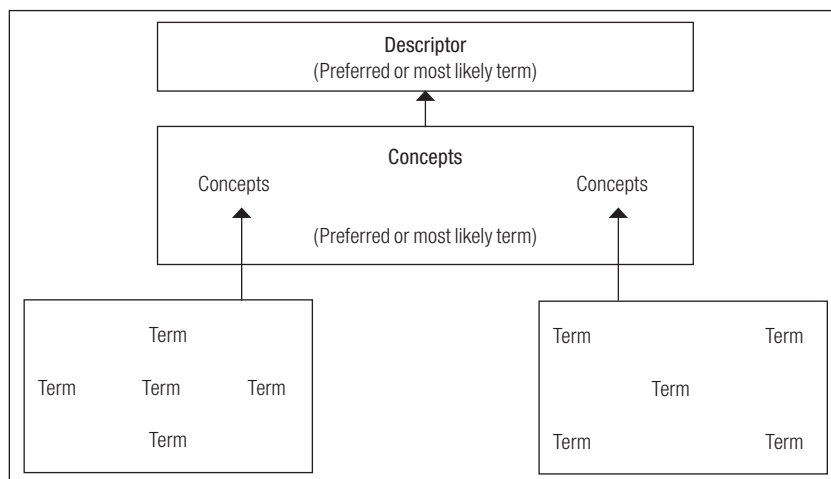 Descriptor
(Preferred or most likely term)
Concepts
Concepts Concepts
(Preferred or most likely term)
Term
Term Term Term
Term
Term Term
Term
Term Term